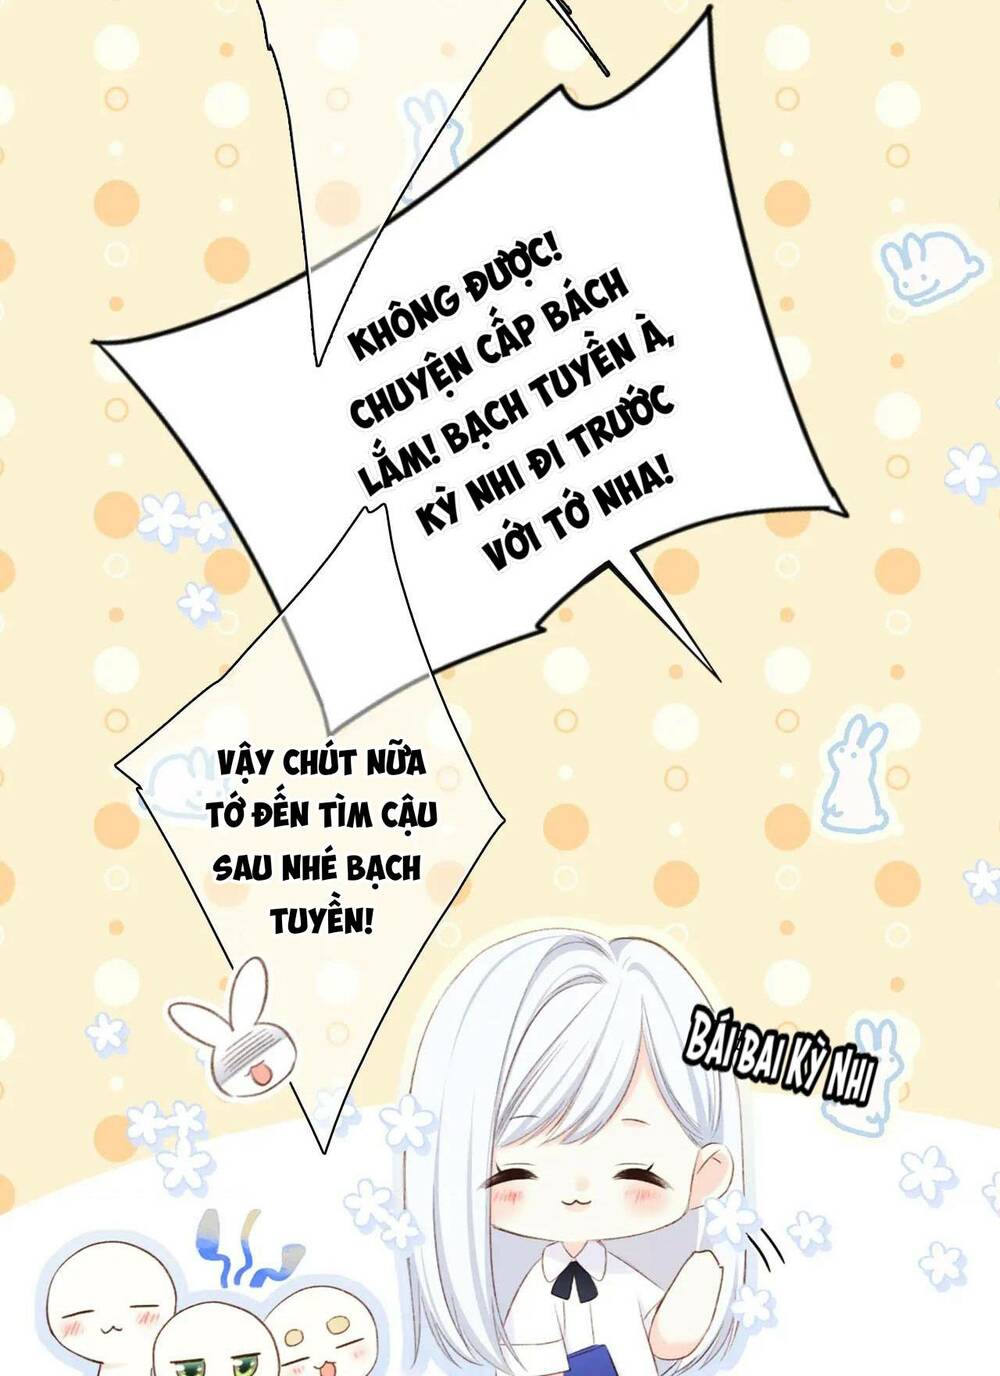 KHÔNG ĐƯỢC!
CHUYỆN CẤP BÁCH
LẮM! BẠCH TUYỀN À,
KỲ NHI ĐI TRƯỚC
VỚI TỚ NHA!
VẬY CHÚT NỮA
TỚ ĐẾN TÌM CẬU
SAU NHÉ BẠCH
TUYỀN!
BÁI BAI KỲ NHI